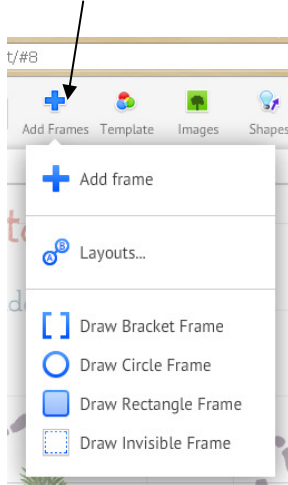 t/#8
Add Frames Template Images Shapes
Add frame
A B Layouts...
Draw Bracket Frame
Draw Circle Frame
Draw Rectangle Frame
Draw Invisible Frame